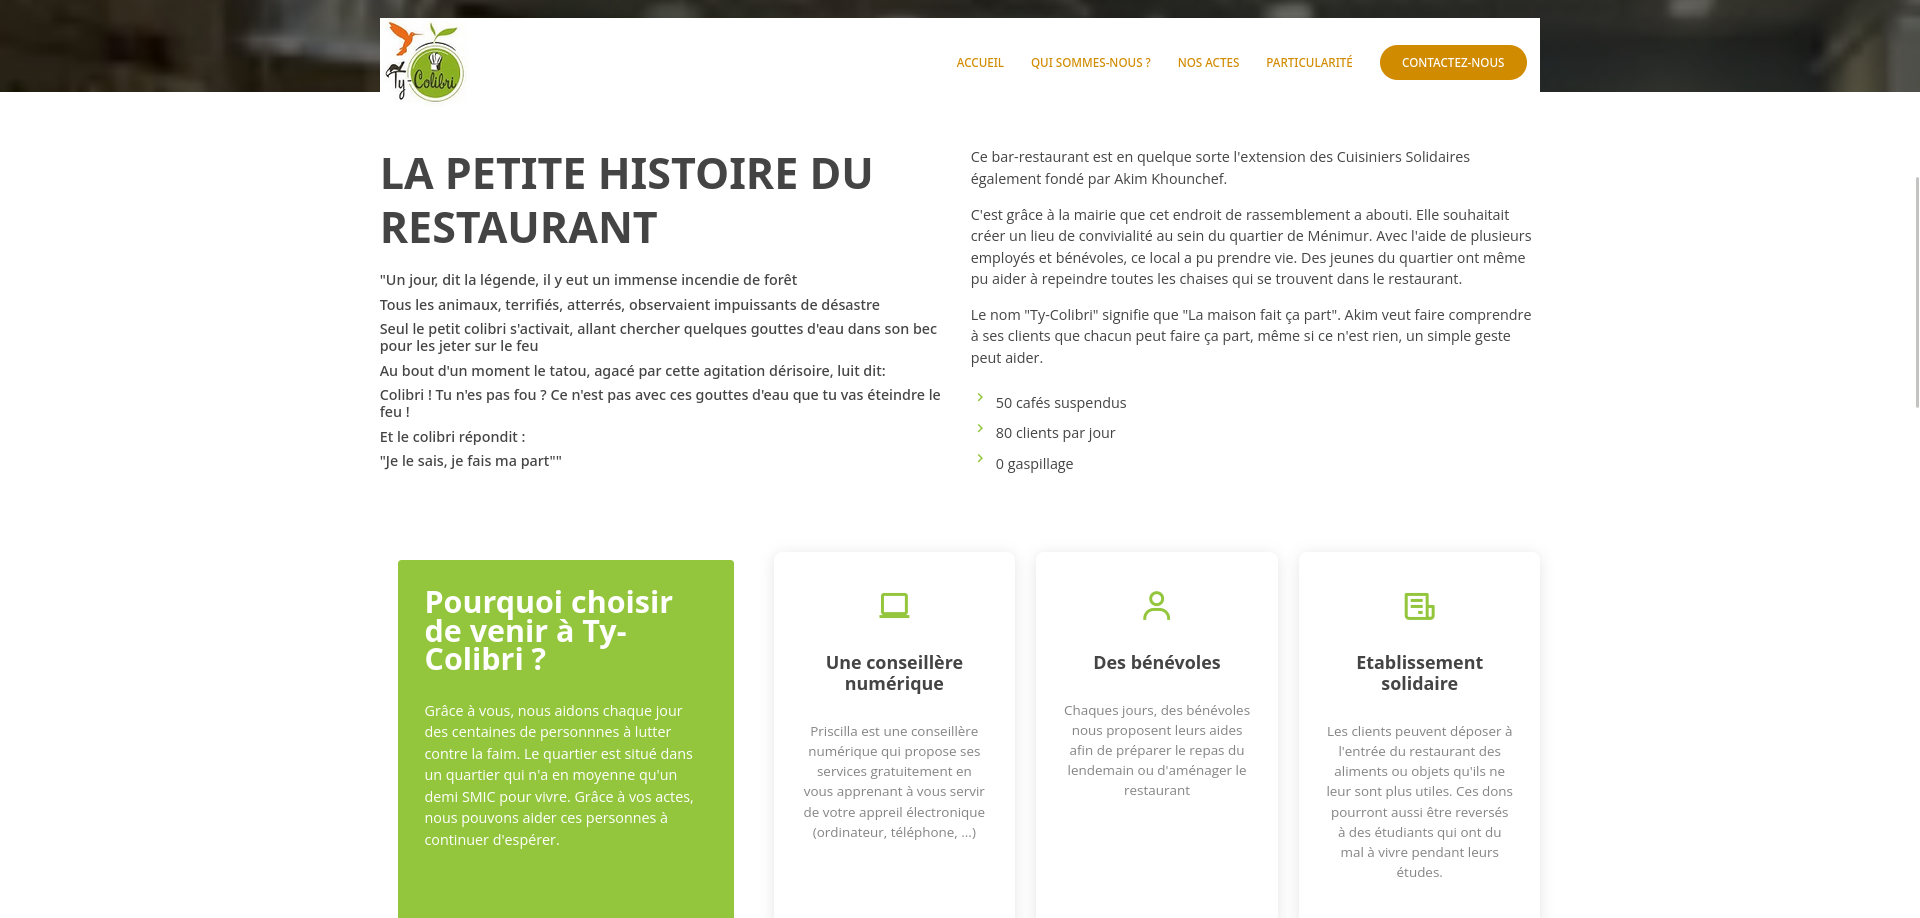 Ty-Colibri
ACCUEIL
QUI SOMMES-NOUS ?
NOS ACTES
PARTICULARITÉ
CONTACTEZ-NOUS
LA PETITE HISTOIRE DU
RESTAURANT
"Un jour, dit la légende, il y eut un immense incendie de forêt
Tous les animaux, terrifiés, atterrés, observaient impuissants de désastre
Seul le petit colibri s'activait, allant chercher quelques gouttes d'eau dans son bec
pour les jeter sur le feu
Au bout d'un moment le tatou, agacé par cette agitation dérisoire, luit dit:
Colibri ! Tu n'es pas fou ? Ce n'est pas avec ces gouttes d'eau que tu vas éteindre le
feu !
Et le colibri répondit :
"Je le sais, je fais ma part""
Ce bar-restaurant est en quelque sorte l'extension des Cuisiniers Solidaires
également fondé par Akim Khounchef.
C'est grâce à la mairie que cet endroit de rassemblement a abouti. Elle souhaitait
créer un lieu de convivialité au sein du quartier de Ménimur. Avec l'aide de plusieurs
employés et bénévoles, ce local a pu prendre vie. Des jeunes du quartier ont même
pu aider à repeindre toutes les chaises qui se trouvent dans le restaurant.
Le nom "Ty-Colibri" signifie que "La maison fait ça part". Akim veut faire comprendre
à ses clients que chacun peut faire ça part, même si ce n'est rien, un simple geste
peut aider.
50 cafés suspendus
80 clients par jour
0 gaspillage
Pourquoi choisir
de venir à Ty-
Colibri ?
Grâce à vous, nous aidons chaque jour
des centaines de personnnes à lutter
contre la faim. Le quartier est situé dans
un quartier qui n'a en moyenne qu'un
demi SMIC pour vivre. Grâce à vos actes,
nous pouvons aider ces personnes à
continuer d'espérer.
Une conseillère
numérique
Priscilla est une conseillère
numérique qui propose ses
services gratuitement en
vous apprenant à vous servir
de votre appreil électronique
(ordinateur, téléphone, ...)
Des bénévoles
Chaques jours, des bénévoles
nous proposent leurs aides
afin de préparer le repas du
lendemain ou d'aménager le
restaurant
Etablissement
solidaire
Les clients peuvent déposer à
l'entrée du restaurant des
aliments ou objets qu'ils ne
leur sont plus utiles. Ces dons
pourront aussi être reversés
à des étudiants qui ont du
mal à vivre pendant leurs
études.